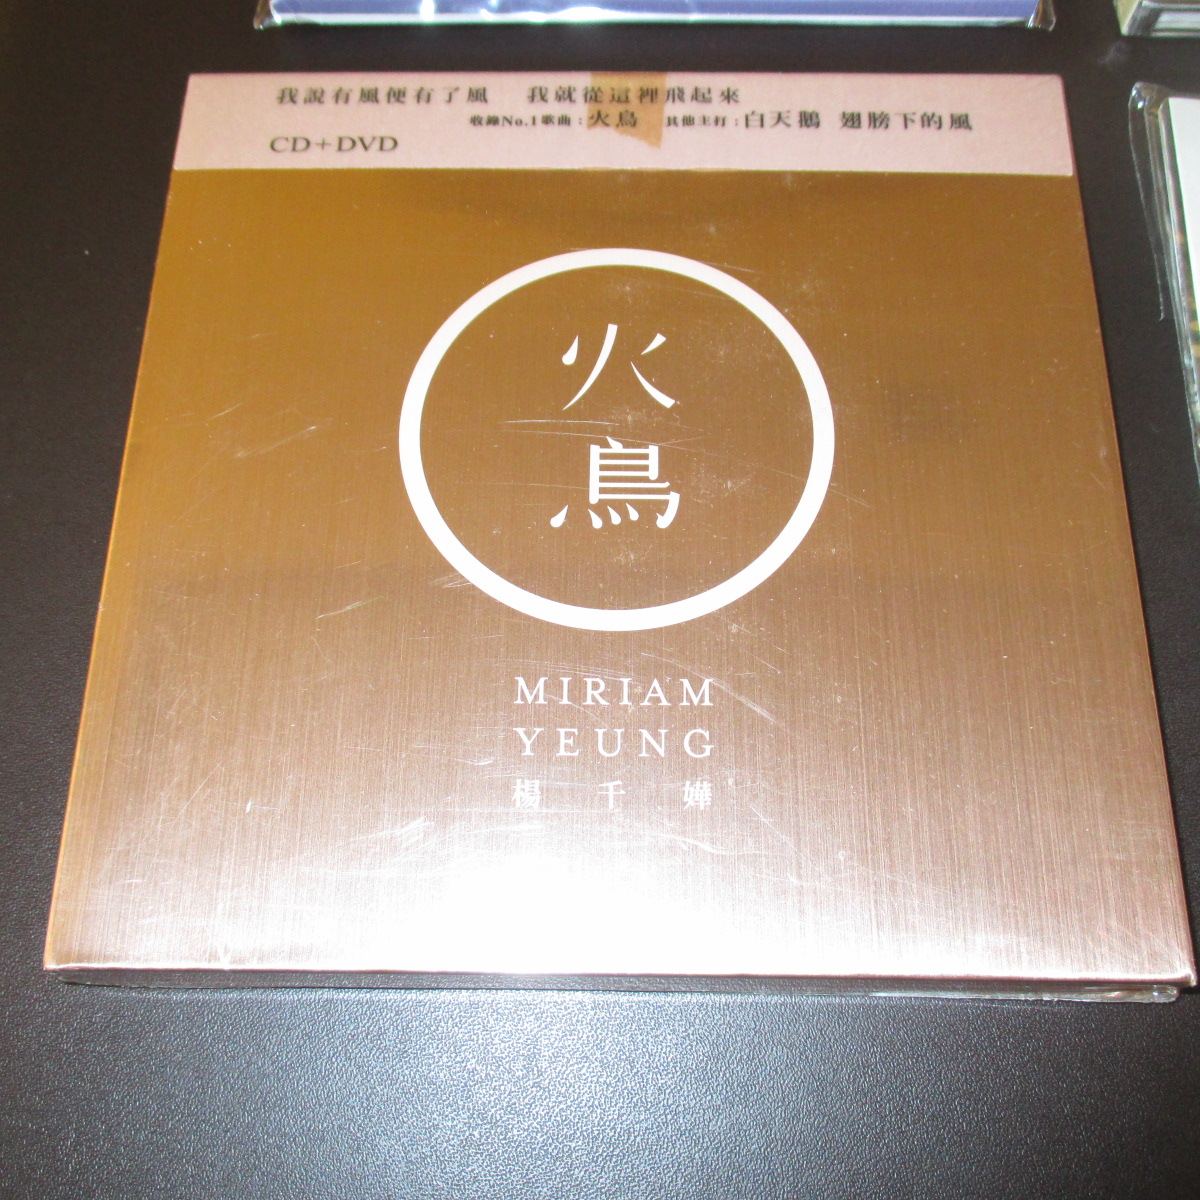 我說有風便有了風 我就從這裡飛起來
收錄No.1歌曲：火鳥 其他主打：白天鵝 翅膀下的風
CD+DVD
火
鳥
MIRIAM
YEUNG
楊千嬅